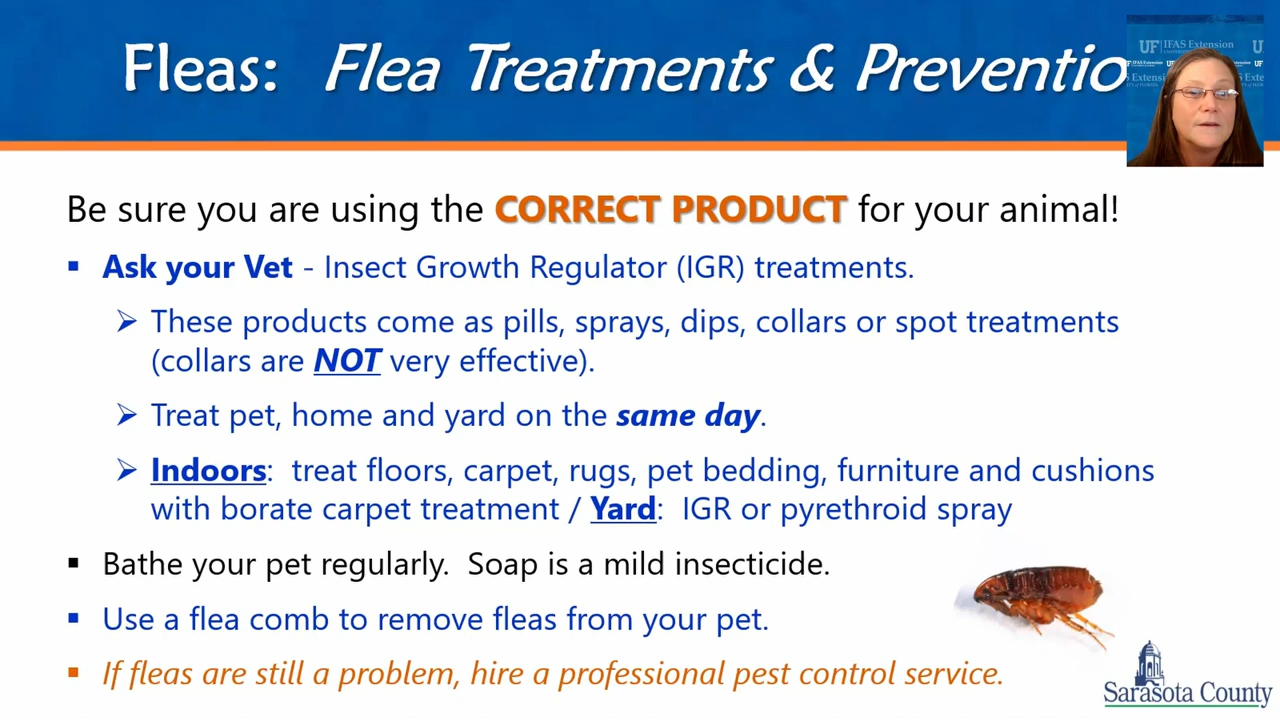 Fleas: Flea Treatments & Preventio
UF IFAS Extension
Be sure you are using the CORRECT PRODUCT for your animal!
▪ Ask your Vet - Insect Growth Regulator (IGR) treatments.
➢ These products come as pills, sprays, dips, collars or spot treatments
(collars are NOT very effective).
➢ Treat pet, home and yard on the same day.
➢ Indoors: treat floors, carpet, rugs, pet bedding, furniture and cushions
with borate carpet treatment / Yard: IGR or pyrethroid spray
▪ Bathe your pet regularly. Soap is a mild insecticide.
▪ Use a flea comb to remove fleas from your pet.
▪ If fleas are still a problem, hire a professional pest control service.
Sarasota County